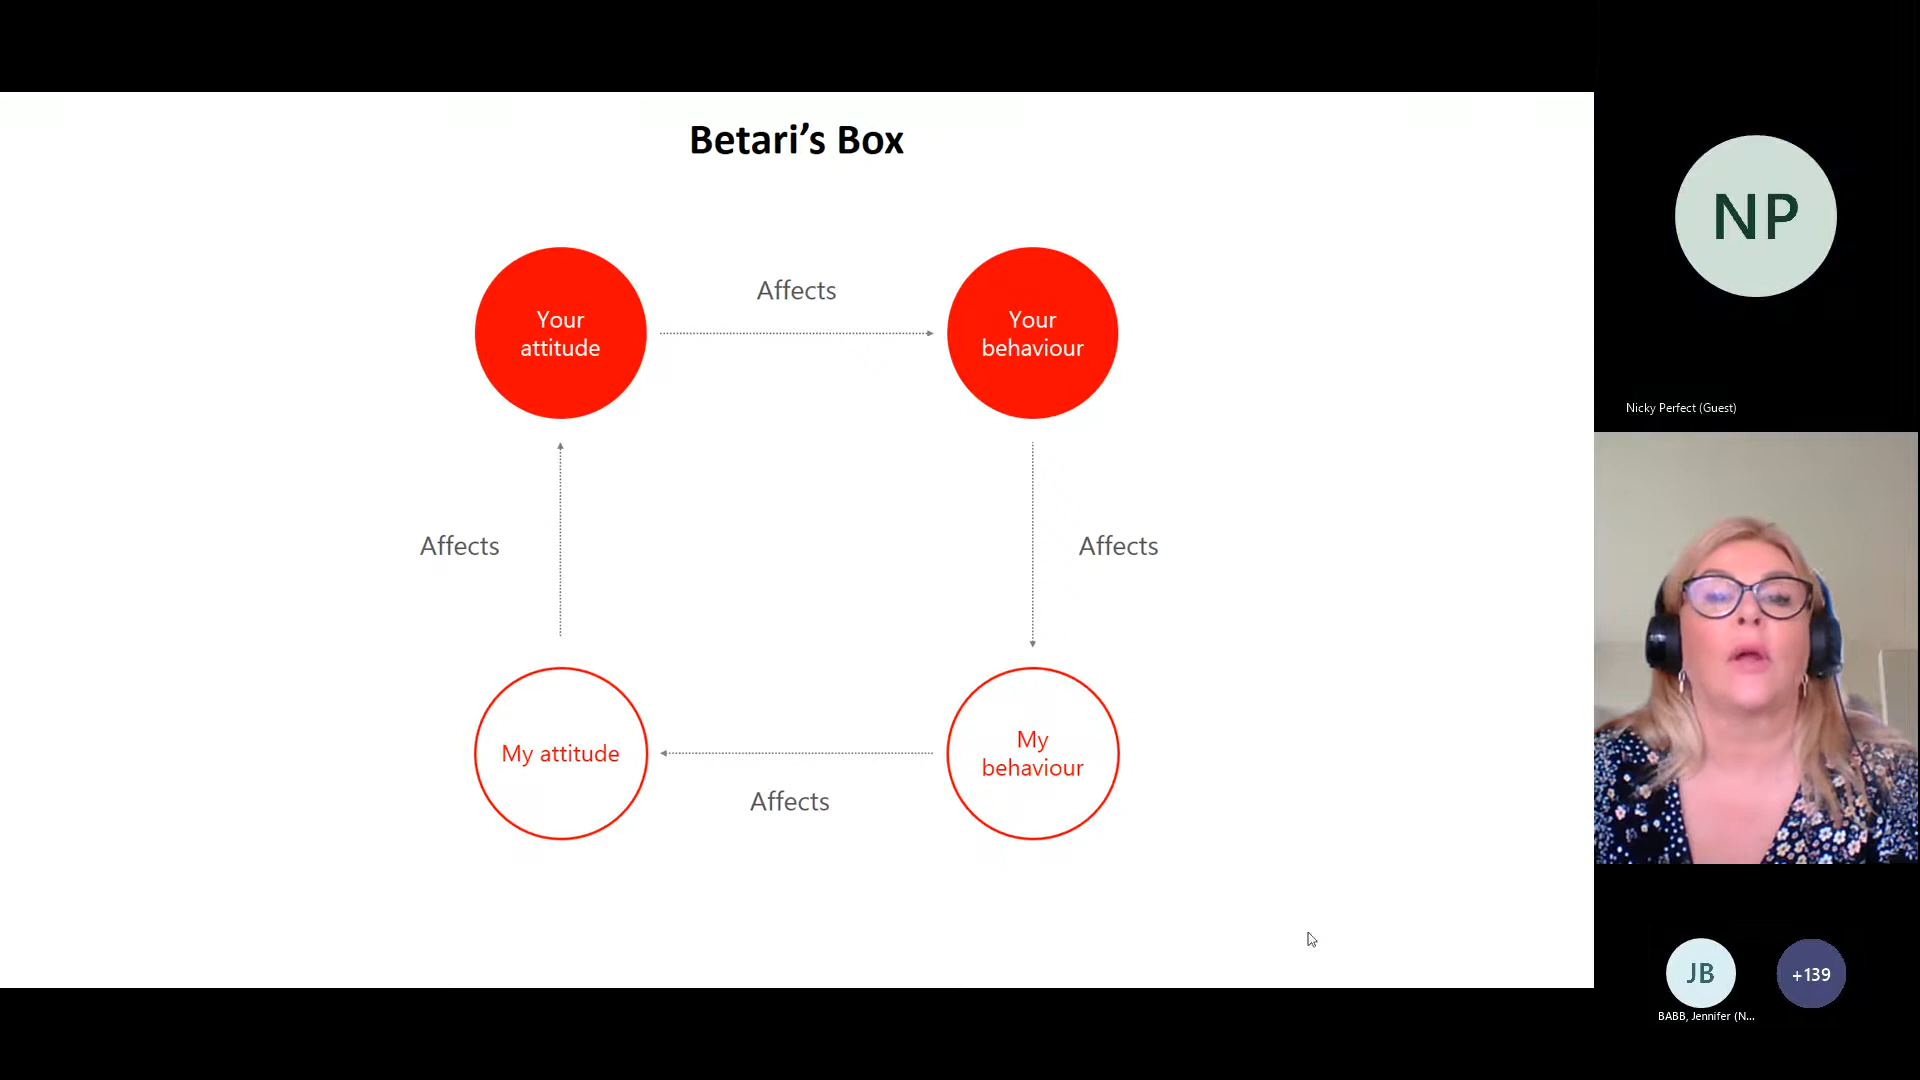 Betari’s Box
Your
attitude
Affects
Your
behaviour
Affects
Affects
My attitude
My
behaviour
Affects
NP
Nicky Perfect (Guest)
JB
+139
BABB, Jennifer (N...